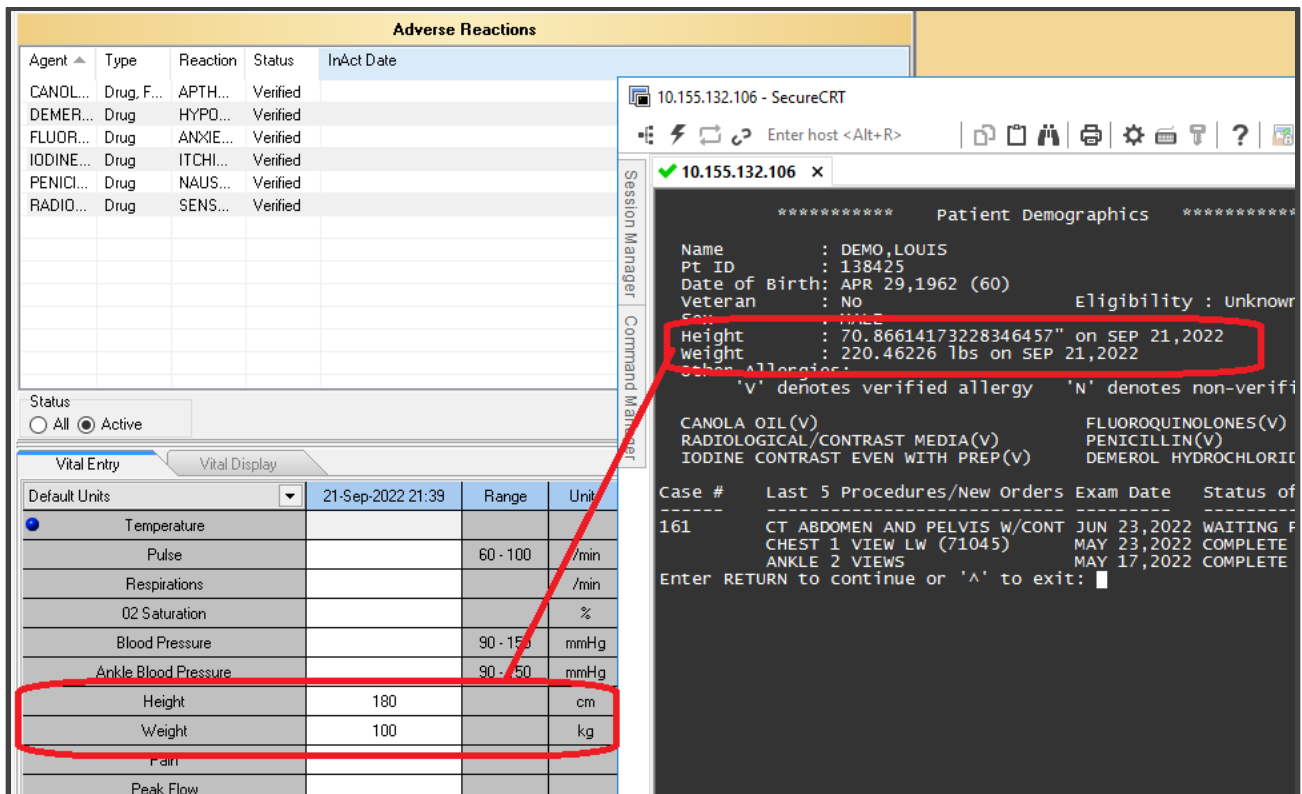 Adverse Reactions
Agent Type Reaction Status InAct Date
CANOL... Drug, F... APTH... Verified
DEMER... Drug HYPO... Verified
FLUOR... Drug ANXIE... Verified
IODINE... Drug ITCHI... Verified
PENICI... Drug NAUS... Verified
RADIO... Drug SENS... Verified
Status
All Active
Vital Entry Vital Display
Default Units 21-Sep-2022 21:39 Range Unit
Temperature
Pulse 60 - 100 /min
Respirations /min
02 Saturation %
Blood Pressure 90 - 150 mmHg
Ankle Blood Pressure 90 - 150 mmHg
Height 180 cm
Weight 100 kg
Pain
Peak Flow
10.155.132.106 - SecureCRT
Enter host <Alt+R>
Session Manager
Command Manager
10.155.132.106 ×
*********** Patient Demographics ***********
Name : DEMO,LOUIS
Pt ID : 138425
Date of Birth: APR 29,1962 (60)
Veteran : No Eligibility : Unknown
Sex : MALE
Height : 70.86614173228346457" on SEP 21,2022
Weight : 220.46226 lbs on SEP 21,2022
Other Allergies:
'V' denotes verified allergy 'N' denotes non-verifi
CANOLA OIL(V) FLUOROQUINOLONES(V)
RADIOLOGICAL/CONTRAST MEDIA(V) PENICILLIN(V)
IODINE CONTRAST EVEN WITH PREP(V) DEMEROL HYDROCHLORID
Case # Last 5 Procedures/New Orders Exam Date Status of
------ ---------------------------- --------- ---------
161 CT ABDOMEN AND PELVIS W/CONT JUN 23,2022 WAITING F
CHEST 1 VIEW LW (71045) MAY 23,2022 COMPLETE
ANKLE 2 VIEWS MAY 17,2022 COMPLETE
Enter RETURN to continue or '^' to exit: